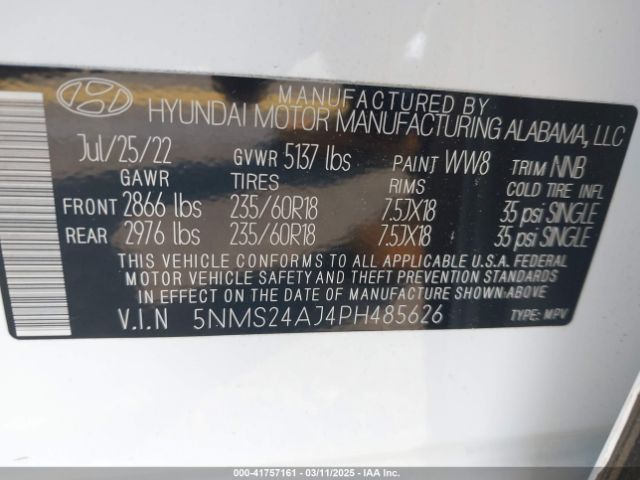 MANUFACTURED BY
HYUNDAI MOTOR MANUFACTURING ALABAMA, LLC
Jul/25/22 GVWR 5137 lbs PAINT WW8 TRIM NNB
GAWR TIRES RIMS COLD TIRE INFL
FRONT 2866 lbs 235/60R18 7.5JX18 35 psi SINGLE
REAR 2976 lbs 235/60R18 7.5JX18 35 psi SINGLE
THIS VEHICLE CONFORMS TO ALL APPLICABLE U.S.A. FEDERAL
MOTOR VEHICLE SAFETY AND THEFT PREVENTION STANDARDS
IN EFFECT ON THE DATE OF MANUFACTURE SHOWN ABOVE.
V.I.N 5NMS24AJ4PH485626 TYPE: MPV
000-41757161 - 03/11/2025 - IAA Inc.